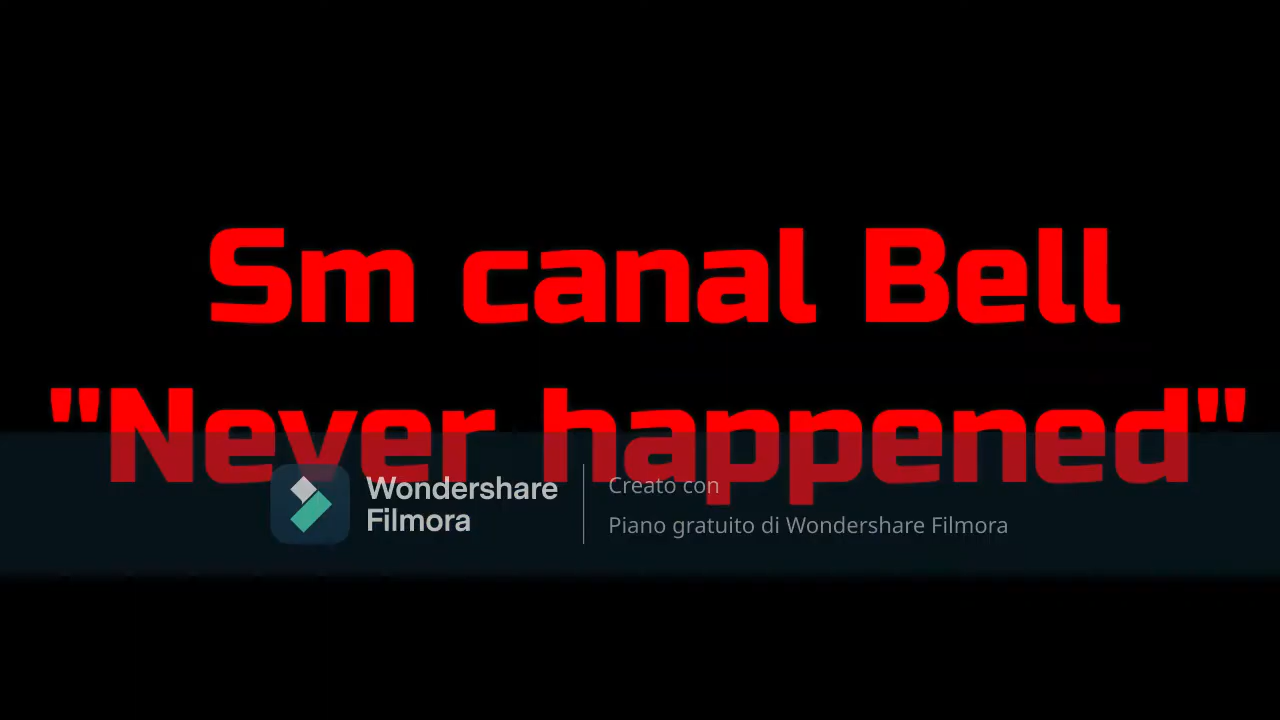 Sm canal Bell
"Never happened"
Wondershare
Filmora
Creato con
Piano gratuito di Wondershare Filmora